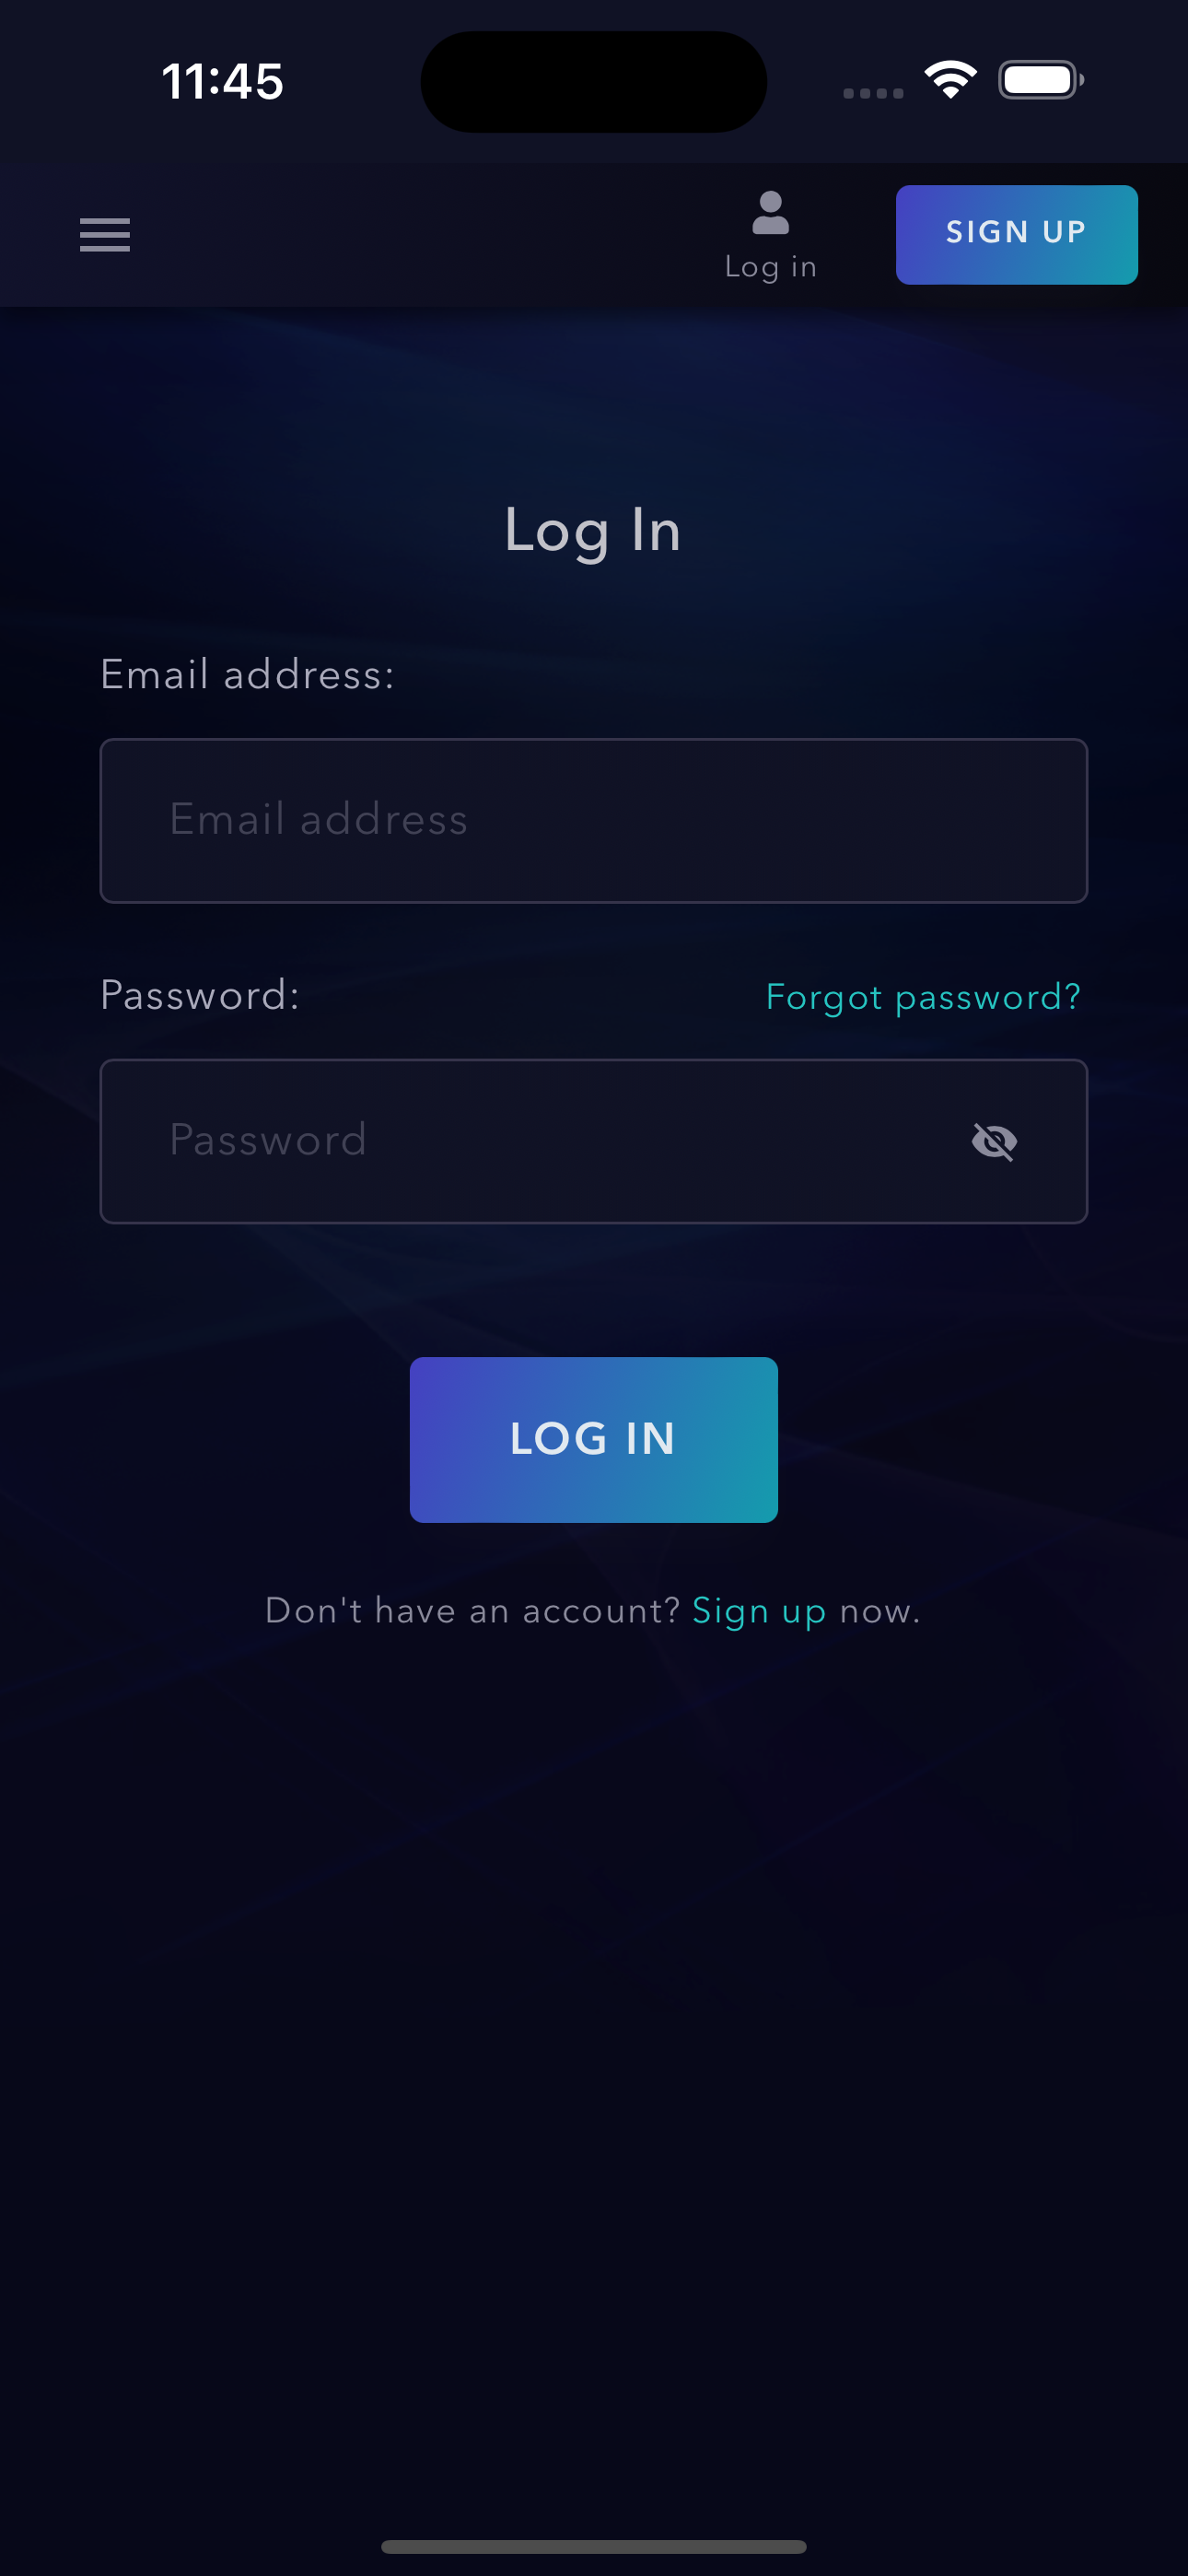 11:45
Log in
SIGN UP
Log In
Email address:
Email address
Password:
Forgot password?
Password
LOG IN
Don't have an account? Sign up now.